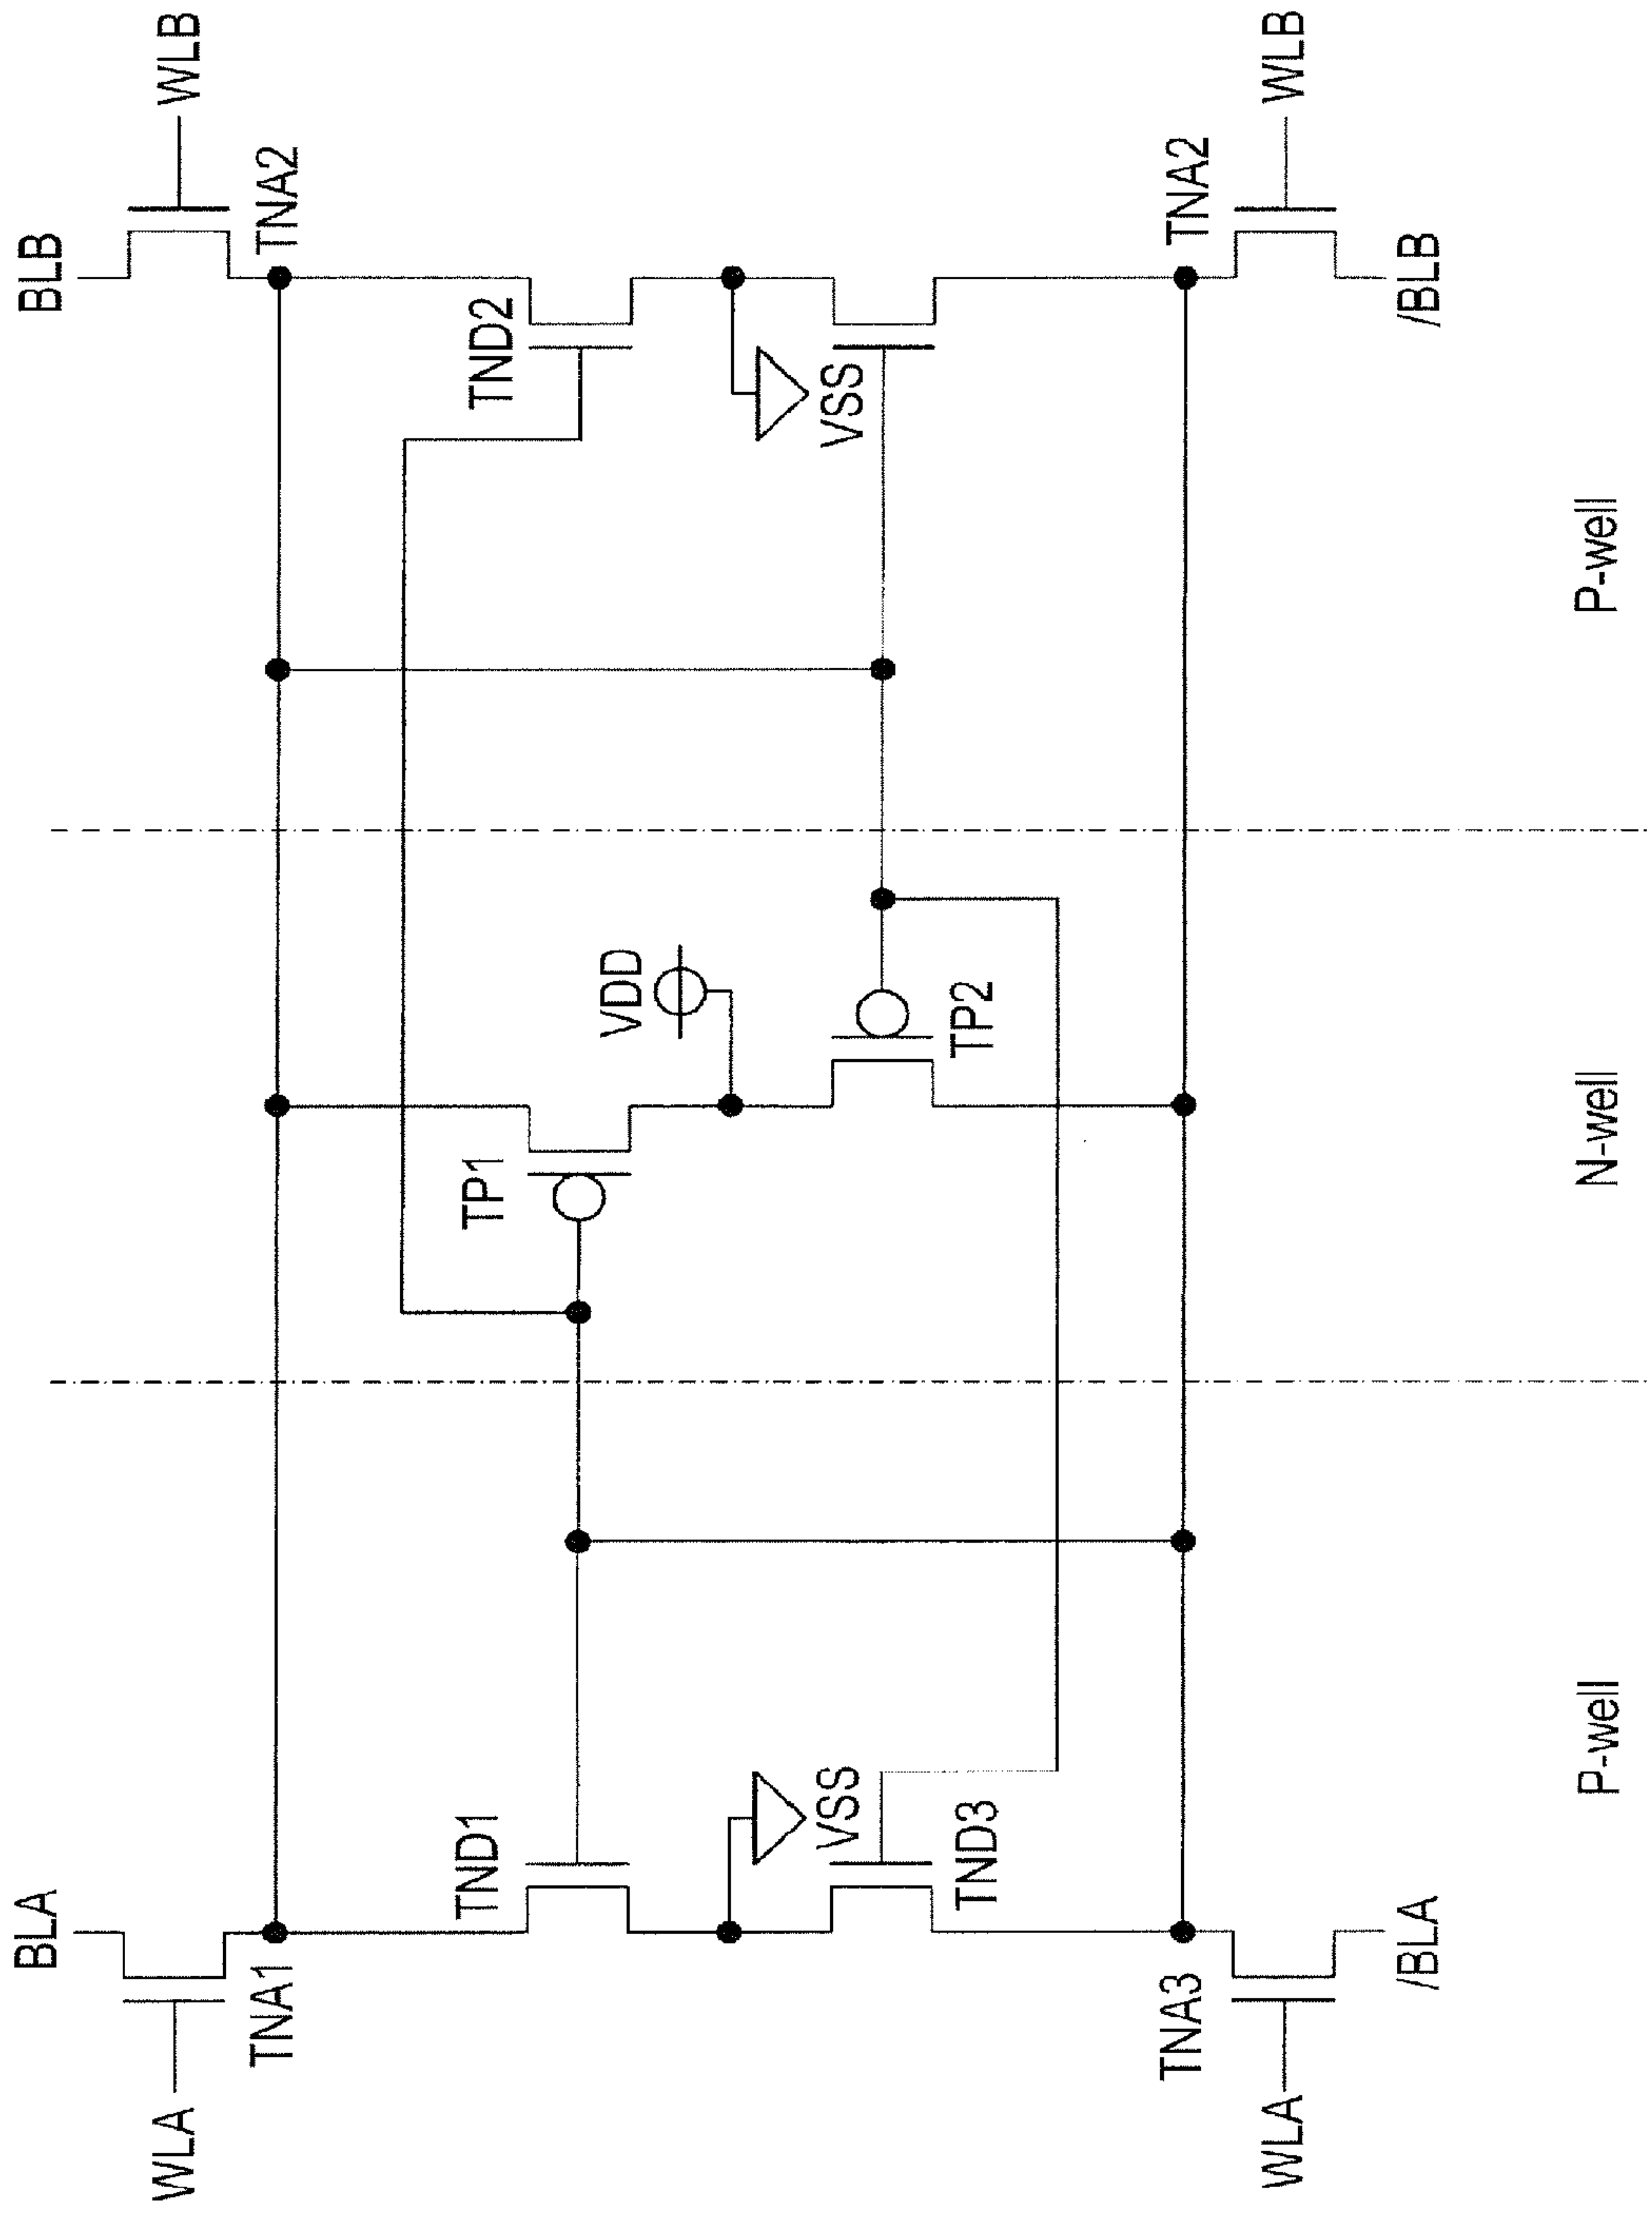 BLA
BLB
WLA
WLB
TNA1
TNA2
TND1
TP1
TND2
VDD
VSS
VSS
TND3
TP2
TNA3
TNA2
WLA
WLB
/BLA
/BLB
P-well
N-well
P-well